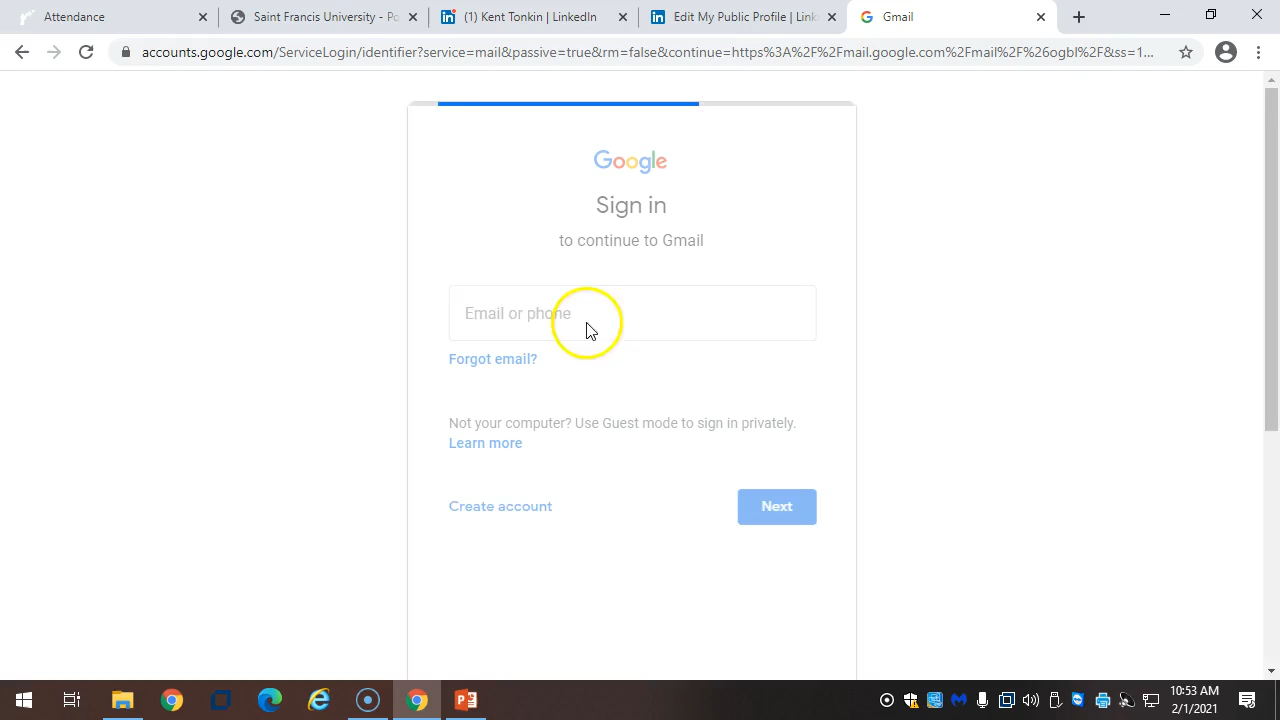 Attendance
Saint Francis University - Po
(1) Kent Tonkin | LinkedIn
Edit My Public Profile | Link
Gmail
accounts.google.com/ServiceLogin/identifier?service=mail&passive=true&rm=false&continue=https%3A%2F%2Fmail.google.com%2Fmail%2F%26ogbl%2F&ss=1...
Google
Sign in
to continue to Gmail
Email or phone
Forgot email?
Not your computer? Use Guest mode to sign in privately.
Learn more
Create account
Next
10:53 AM
2/1/2021